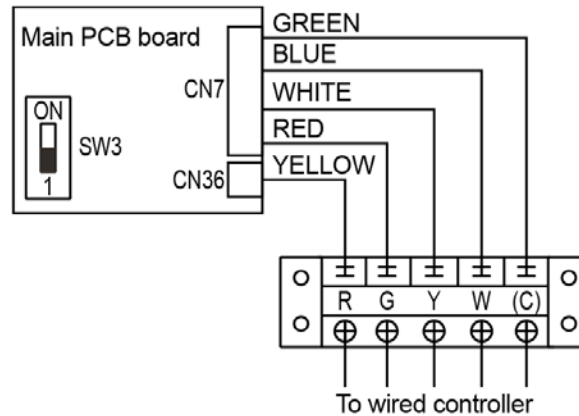 GREEN
Main PCB board
BLUE
CN7
WHITE
ON
SW3
RED
YELLOW
CN36
1
R G Y W (C)
To wired controller